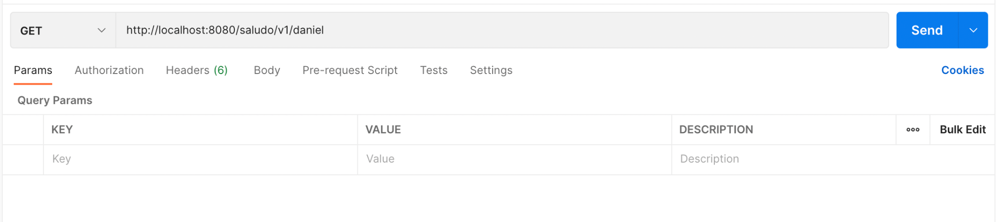 GET http://localhost:8080/saludo/v1/daniel Send
Params Authorization Headers (6) Body Pre-request Script Tests Settings Cookies
Query Params
KEY VALUE DESCRIPTION ooo Bulk Edit
Key Value Description